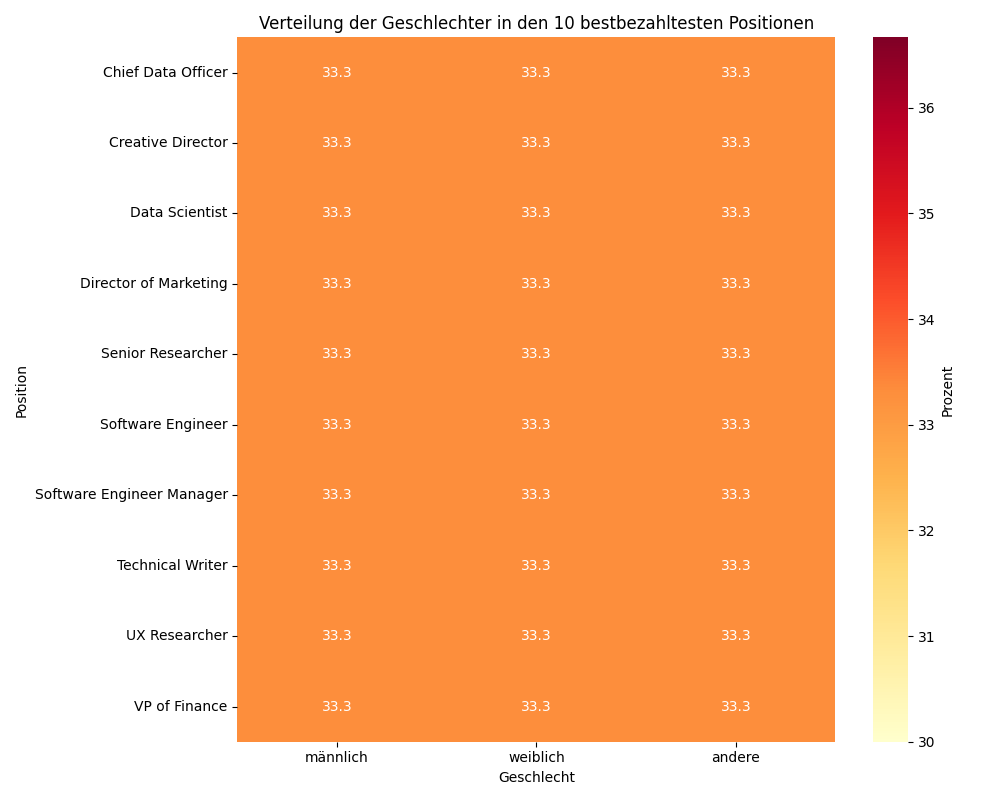 Verteilung der Geschlechter in den 10 bestbezahltesten Positionen
Chief Data Officer 33.3 33.3 33.3
Creative Director 33.3 33.3 33.3
Data Scientist 33.3 33.3 33.3
Director of Marketing 33.3 33.3 33.3
Senior Researcher 33.3 33.3 33.3
Software Engineer 33.3 33.3 33.3
Software Engineer Manager 33.3 33.3 33.3
Technical Writer 33.3 33.3 33.3
UX Researcher 33.3 33.3 33.3
VP of Finance 33.3 33.3 33.3
Position
männlich weiblich andere
Geschlecht
36
35
34
33
32
31
30
Prozent